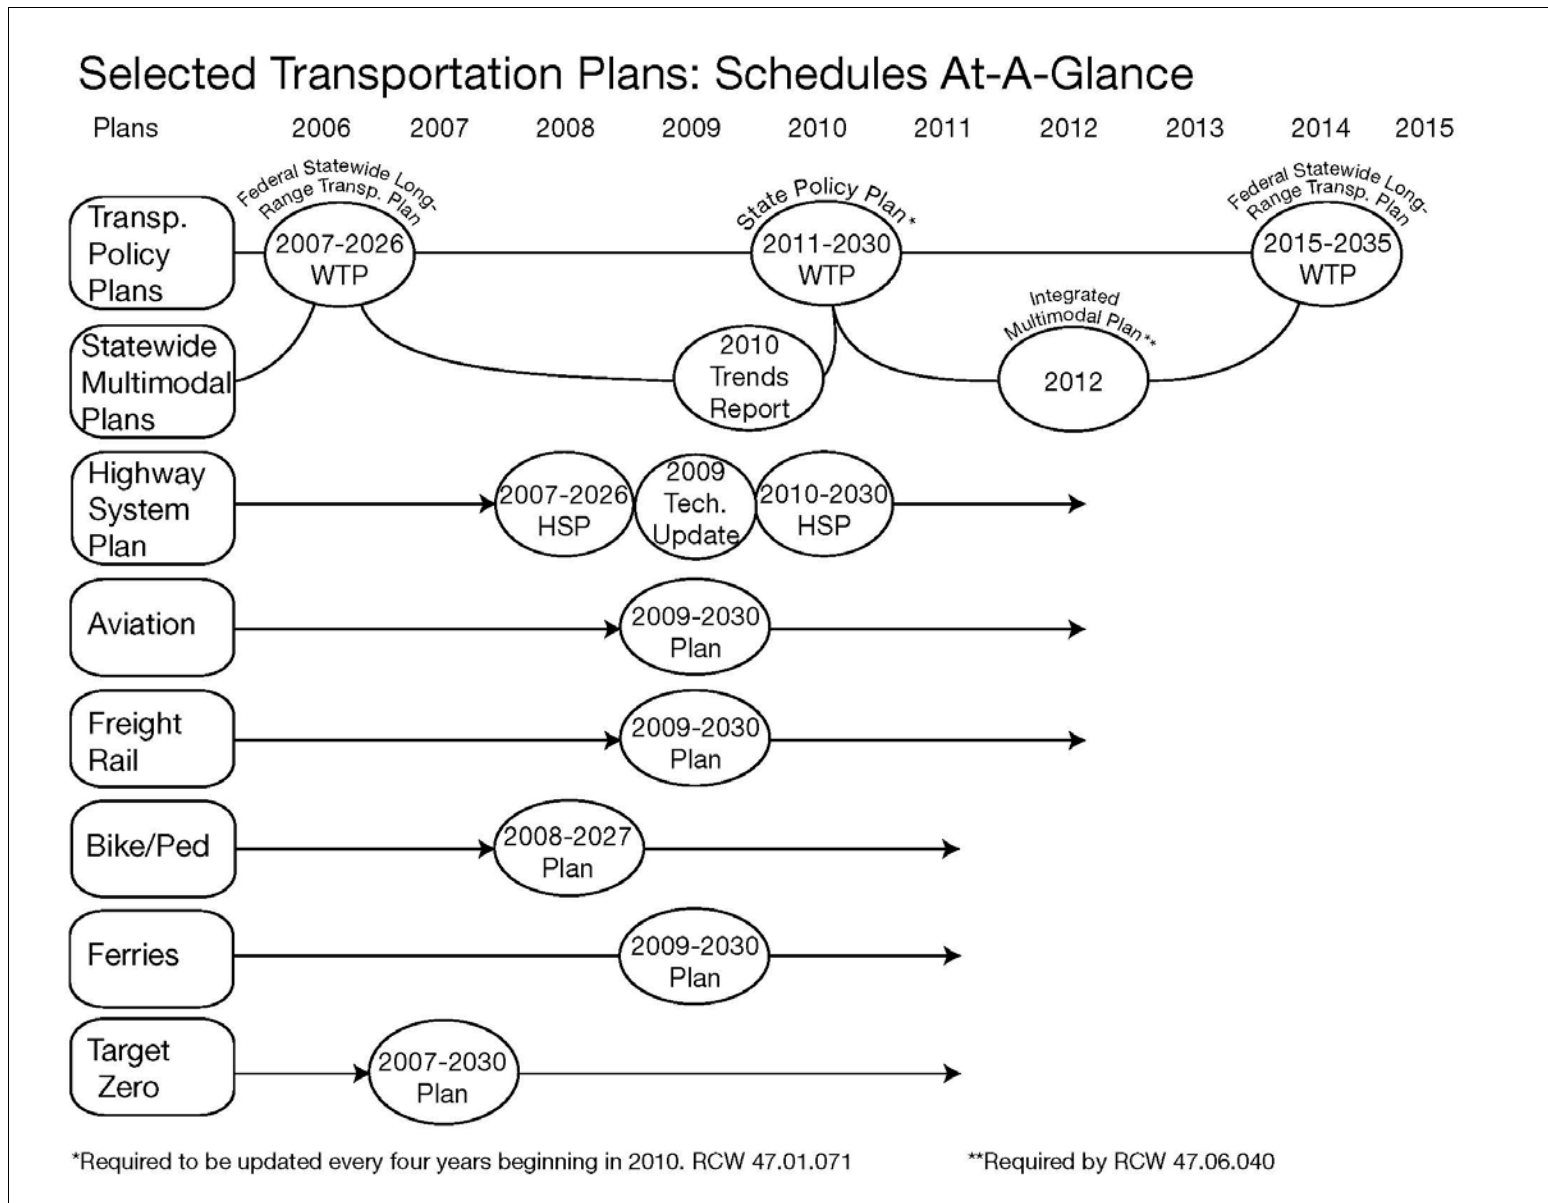 Selected Transportation Plans: Schedules At-A-Glance
Plans 2006 2007 2008 2009 2010 2011 2012 2013 2014 2015
Transp.
Policy
Plans
Federal Statewide Long-
Range Transp. Plan
2007-2026
WTP
State Policy Plan*
2011-2030
WTP
Federal Statewide Long-
Range Transp. Plan
2015-2035
WTP
Statewide
Multimodal
Plans
2010
Trends
Report
Integrated
Multimodal Plan**
2012
Highway
System
Plan
2007-2026
HSP
2009
Tech.
Update
2010-2030
HSP
Aviation
2009-2030
Plan
Freight
Rail
2009-2030
Plan
Bike/Ped
2008-2027
Plan
Ferries
2009-2030
Plan
Target
Zero
2007-2030
Plan
*Required to be updated every four years beginning in 2010. RCW 47.01.071
**Required by RCW 47.06.040